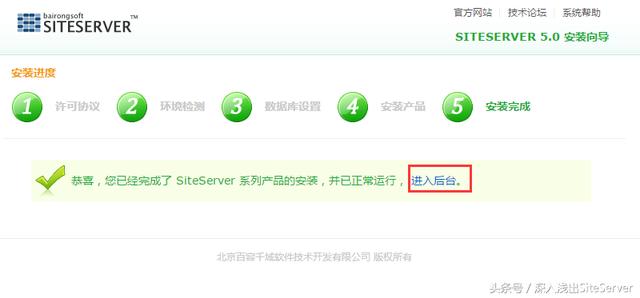 bairongsoft
SITESERVER™
官方网站 | 技术论坛 | 系统帮助
SITESERVER 5.0 安装向导
安装进度
1 许可协议 2 环境检测 3 数据库设置 4 安装产品 5 安装完成
恭喜，您已经完成了 SiteServer 系列产品的安装，并已正常运行， 进入后台。
北京百容千域软件技术开发有限公司 版权所有
头条号 / 深入浅出SiteServer